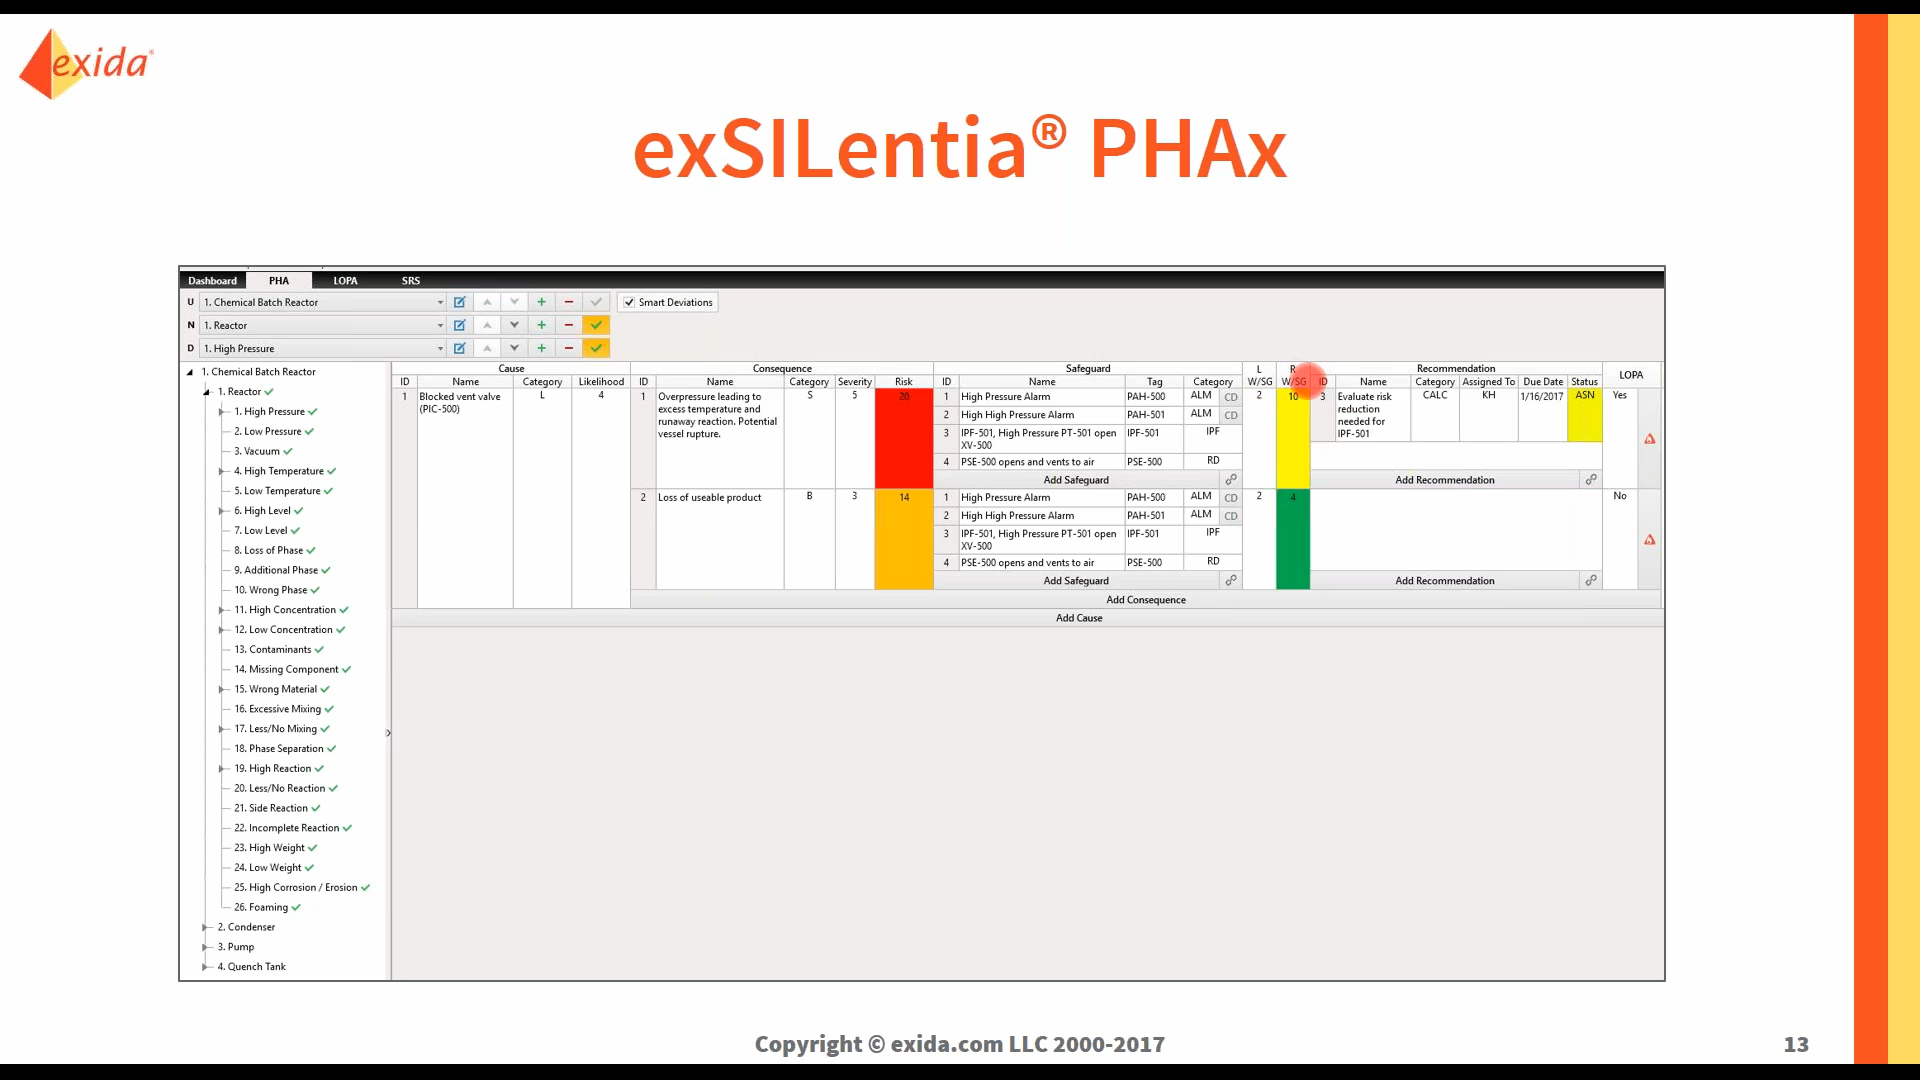 exida®
exSILentia® PHAx
Dashboard PHA LOPA SRS
U 1. Chemical Batch Reactor Smart Deviations
N 1. Reactor
D 1. High Pressure
1. Chemical Batch Reactor
1. Reactor
1. High Pressure
2. Low Pressure
3. Vacuum
4. High Temperature
5. Low Temperature
6. High Level
7. Low Level
8. Loss of Phase
9. Additional Phase
10. Wrong Phase
11. High Concentration
12. Low Concentration
13. Contaminants
14. Missing Component
15. Wrong Material
16. Excessive Mixing
17. Less/No Mixing
18. Phase Separation
19. High Reaction
20. Less/No Reaction
21. Side Reaction
22. Incomplete Reaction
23. High Weight
24. Low Weight
25. High Corrosion / Erosion
26. Foaming
2. Condenser
3. Pump
4. Quench Tank
Cause Consequence Safeguard L R Recommendation LOPA
ID Name Category Likelihood ID Name Category Severity Risk ID Name Tag Category W/SG W/SG ID Name Category Assigned To Due Date Status
1 Blocked vent valve L 4 1 Overpressure leading to S 5 20 1 High Pressure Alarm PAH-500 ALM CD 2 10 3 Evaluate risk CALC KH 1/16/2017 ASN Yes
(PIC-500) excess temperature and reduction
runaway reaction. Potential 2 High High Pressure Alarm PAH-501 ALM CD needed for
vessel rupture. 3 IPF-501, High Pressure PT-501 open IPF-501 IPF IPF-501
XV-500
4 PSE-500 opens and vents to air PSE-500 RD
Add Safeguard Add Recommendation
2 Loss of useable product B 3 14 1 High Pressure Alarm PAH-500 ALM CD 2 4 No
2 High High Pressure Alarm PAH-501 ALM CD
3 IPF-501, High Pressure PT-501 open IPF-501 IPF
XV-500
4 PSE-500 opens and vents to air PSE-500 RD
Add Safeguard Add Recommendation
Add Consequence
Add Cause
Copyright © exida.com LLC 2000-2017
13